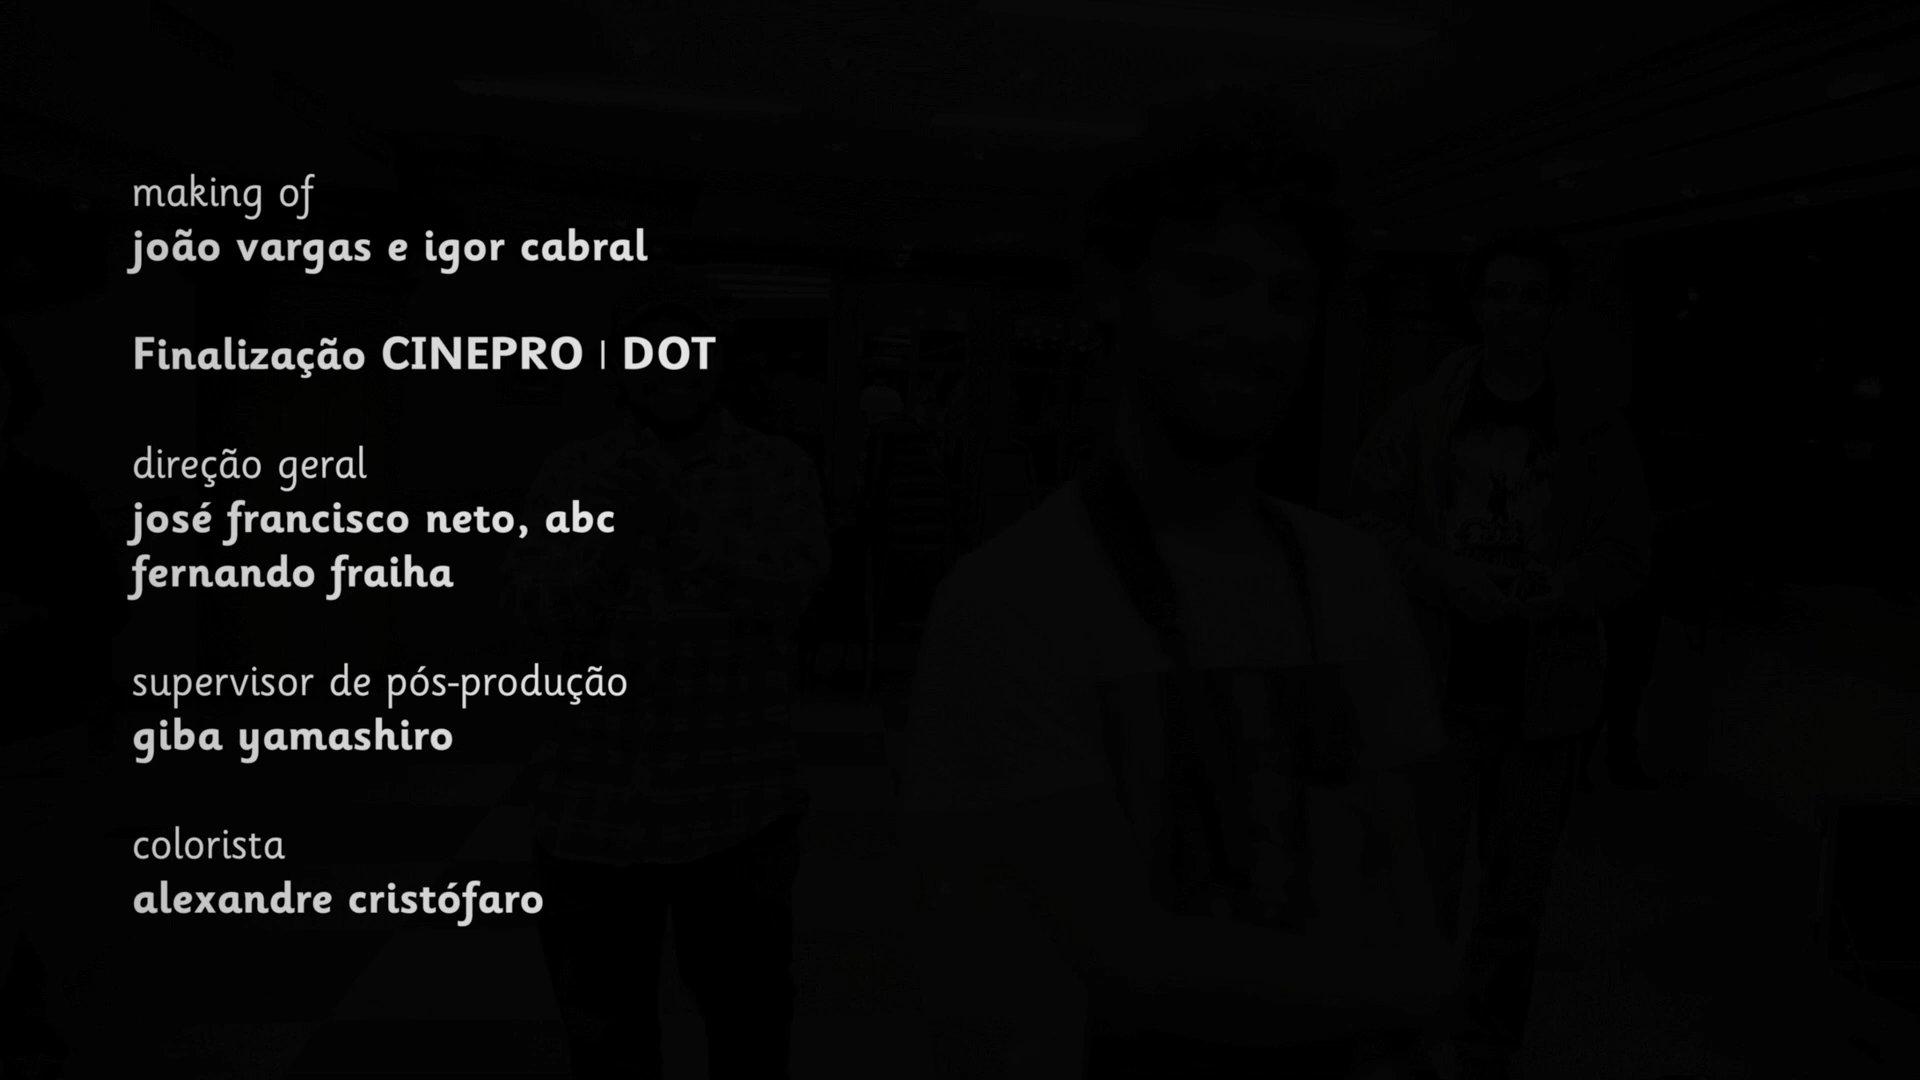 making of
joão vargas e igor cabral
Finalização CINEPRO | DOT
direção geral
josé francisco neto, abc
fernando fraiha
supervisor de pós-produção
giba yamashiro
colorista
alexandre cristófaro